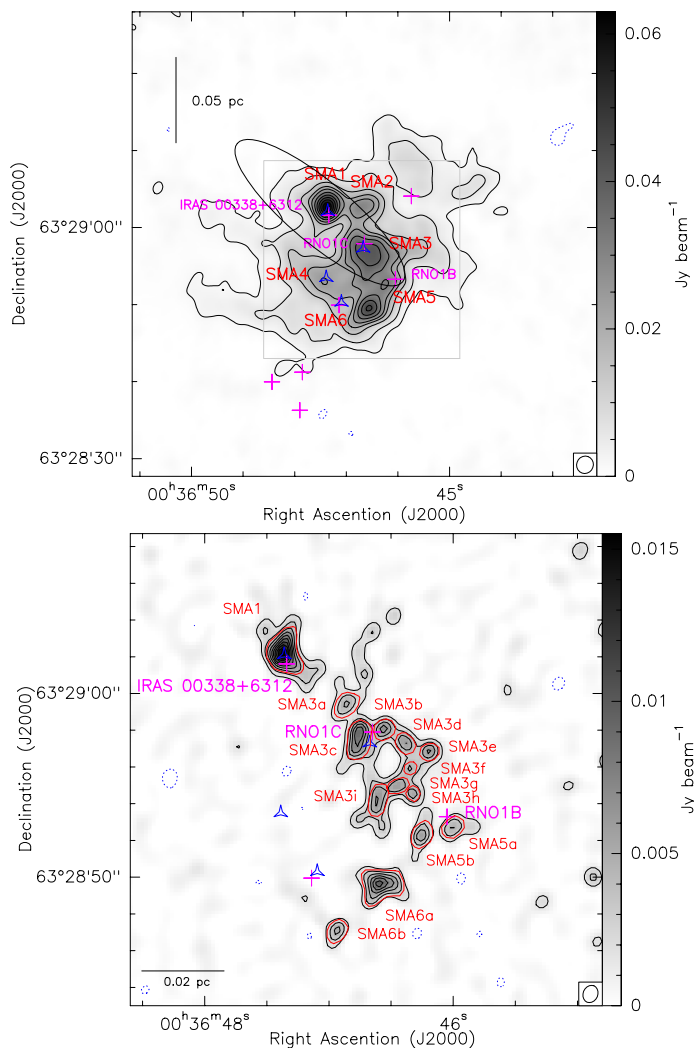 0.05 pc
SMA1
SMA2
IRAS 00338+6312
RNO1C
SMA3
SMA4
RNO1B
SMA5
SMA6
63°29'00"
63°28'30"
Declination (J2000)
00ʰ36ᵐ50ˢ
45ˢ
Right Ascention (J2000)
0.06
0.04
0.02
0
Jy beam⁻¹
SMA1
IRAS 00338+6312
SMA3a
SMA3b
RNO1C
SMA3d
SMA3c
SMA3e
SMA3f
SMA3g
SMA3i
SMA3h
RNO1B
SMA5a
SMA5b
SMA6a
SMA6b
0.02 pc
63°29'00"
63°28'50"
Declination (J2000)
00ʰ36ᵐ48ˢ
46ˢ
Right Ascention (J2000)
0.015
0.01
0.005
0
Jy beam⁻¹